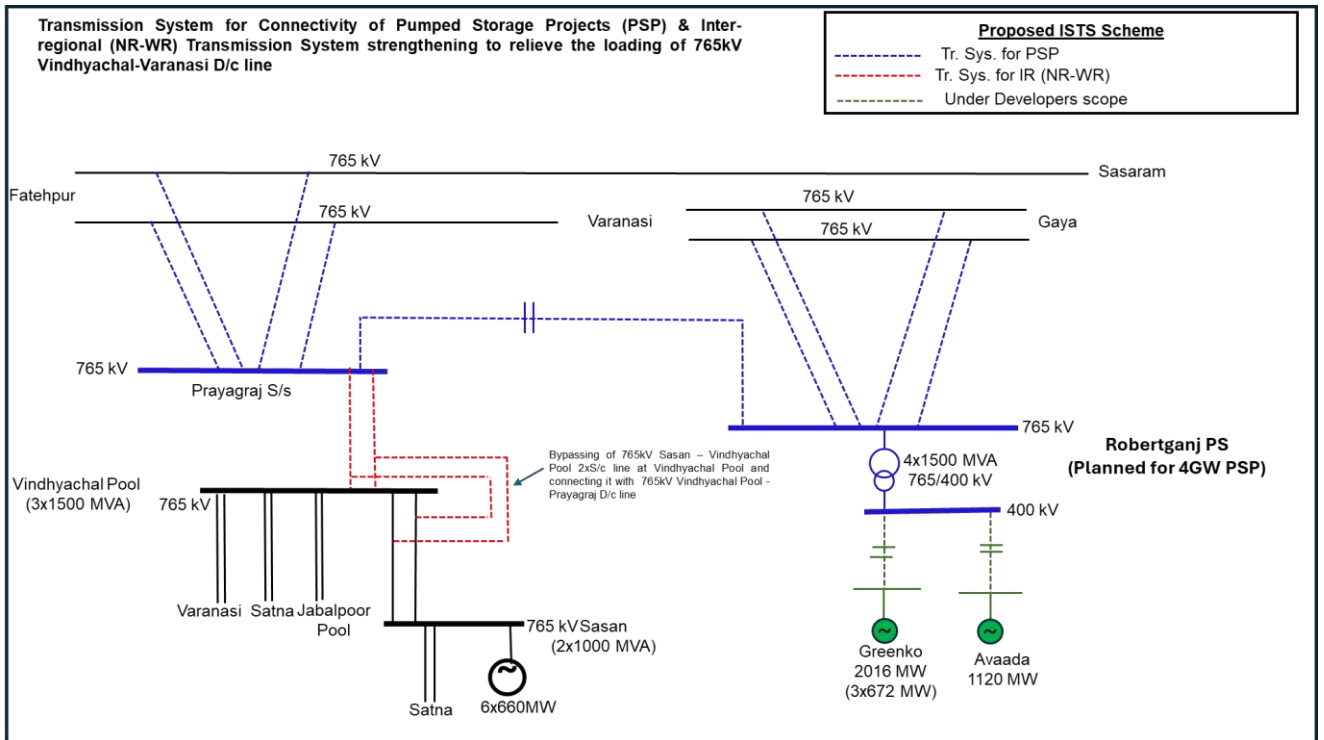 Transmission System for Connectivity of Pumped Storage Projects (PSP) & Inter-
regional (NR-WR) Transmission System strengthening to relieve the loading of 765kV
Vindhyachal-Varanasi D/c line
Proposed ISTS Scheme
Tr. Sys. for PSP
Tr. Sys. for IR (NR-WR)
Under Developers scope
765 kV
Sasaram
Fatehpur
765 kV
Varanasi
765 kV
765 kV
Gaya
765 kV
Prayagraj S/s
765 kV
Robertganj PS
(Planned for 4GW PSP)
4x1500 MVA
765/400 kV
Bypassing of 765kV Sasan – Vindhyachal
Pool 2xS/c line at Vindhyachal Pool and
connecting it with 765kV Vindhyachal Pool -
Prayagraj D/c line
Vindhyachal Pool
(3x1500 MVA)
765 kV
400 kV
Varanasi
Satna
Jabalpoor
Pool
765 kV Sasan
(2x1000 MVA)
~
~
~
Greenko
2016 MW
(3x672 MW)
Avaada
1120 MW
Satna
6x660MW